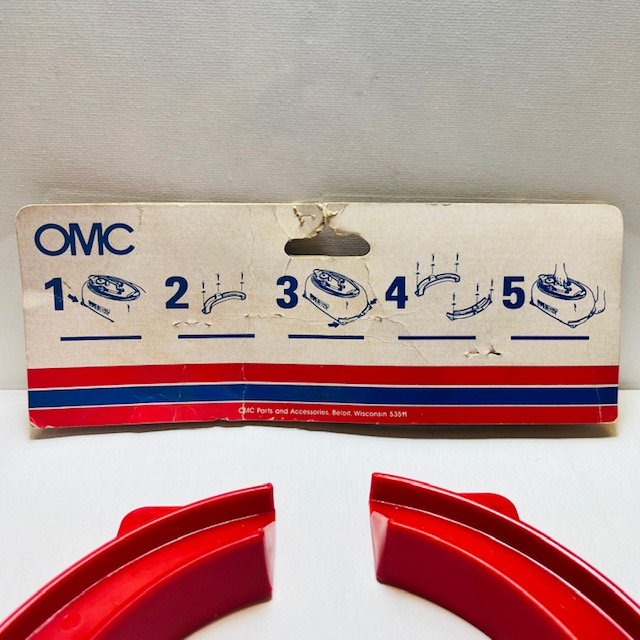 OMC
1 2 3 4 5
OMC Parts and Accessories, Beloit, Wisconsin 53511